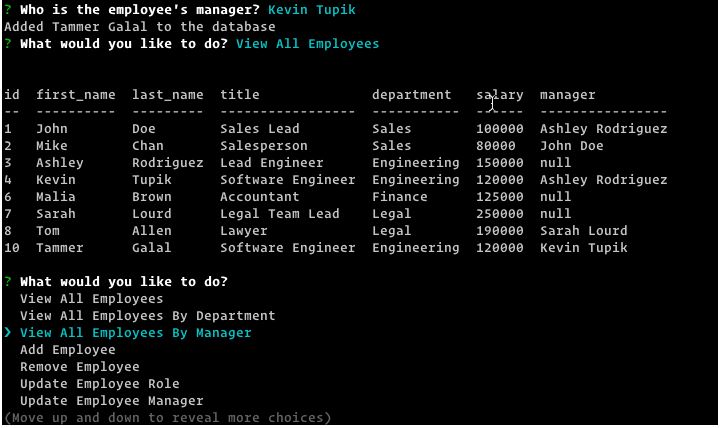 ? Who is the employee's manager? Kevin Tupik
Added Tammer Galal to the database
? What would you like to do? View All Employees
id  first_name  last_name  title              department   salary  manager
--  ----------  ---------  -----------------  -----------  ------  ----------------
1   John        Doe        Sales Lead         Sales        100000  Ashley Rodriguez
2   Mike        Chan       Salesperson        Sales        80000   John Doe
3   Ashley      Rodriguez  Lead Engineer      Engineering  150000  null
4   Kevin       Tupik      Software Engineer  Engineering  120000  Ashley Rodriguez
6   Malia       Brown      Accountant         Finance      125000  null
7   Sarah       Lourd      Legal Team Lead    Legal        250000  null
8   Tom         Allen      Lawyer             Legal        190000  Sarah Lourd
10  Tammer      Galal      Software Engineer  Engineering  120000  Kevin Tupik
? What would you like to do?
View All Employees
View All Employees By Department
❯ View All Employees By Manager
Add Employee
Remove Employee
Update Employee Role
Update Employee Manager
(Move up and down to reveal more choices)